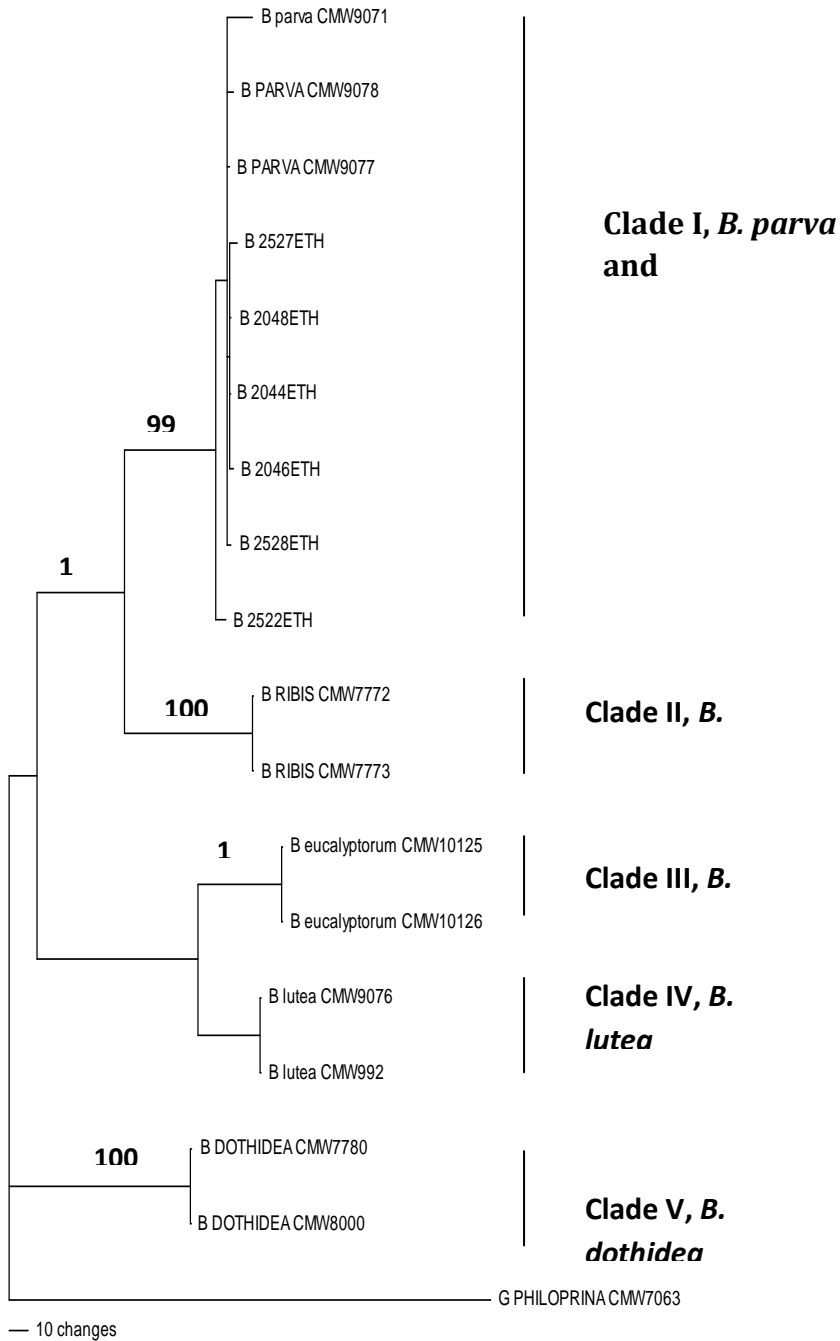 B parva CMW9071
B PARVA CMW9078
B PARVA CMW9077
Clade I, B. parva
and
B 2527ETH
B 2048ETH
B 2044ETH
99
B 2046ETH
B 2528ETH
1
B 2522ETH
B RIBIS CMW7772
100
Clade II, B.
B RIBIS CMW7773
1
B eucalyptorum CMW10125
Clade III, B.
B eucalyptorum CMW10126
B lutea CMW9076
Clade IV, B.
lutea
B lutea CMW992
B DOTHIDEA CMW7780
100
Clade V, B.
dothidea
B DOTHIDEA CMW8000
G PHILOPRINA CMW7063
10 changes